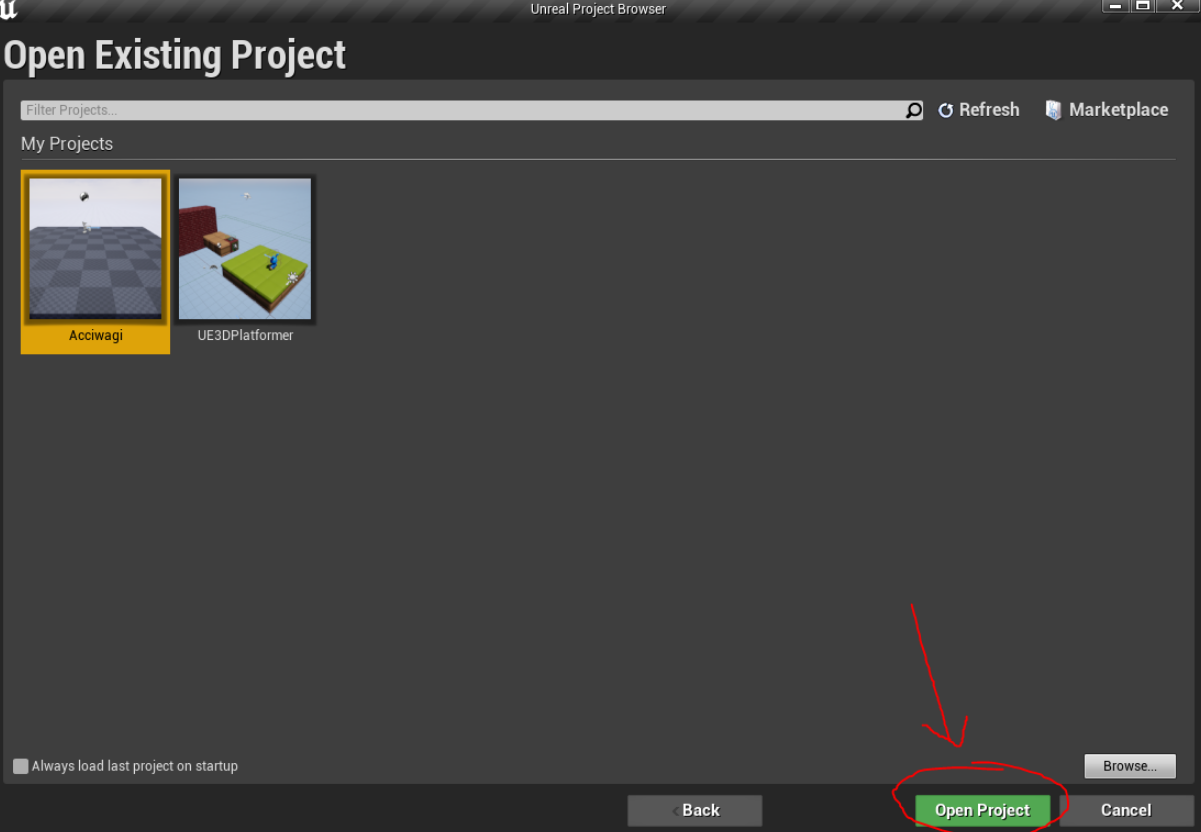 Unreal Project Browser
Open Existing Project
Filter Projects...
Refresh
Marketplace
My Projects
Acciwagi
UE3DPlatformer
Always load last project on startup
Browse...
Back
Open Project
Cancel